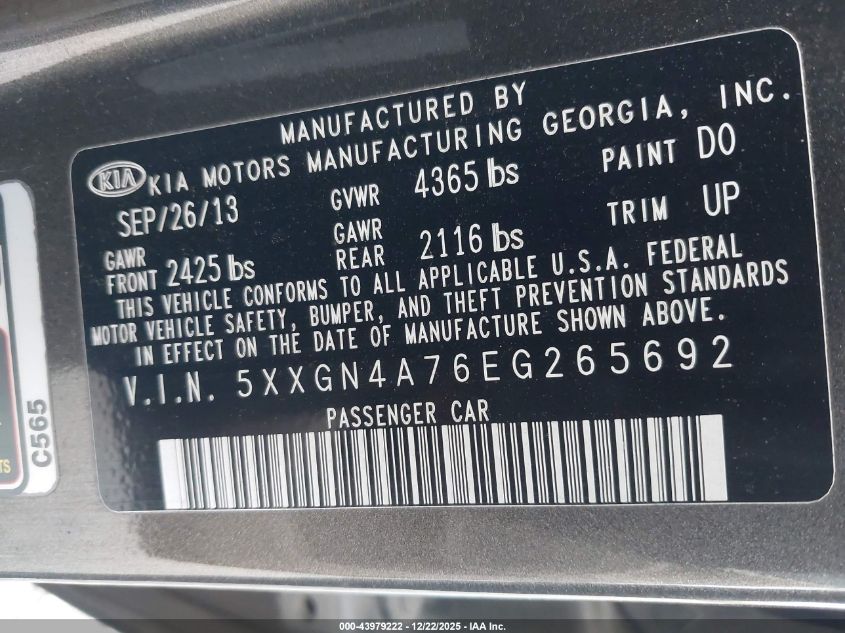 MANUFACTURED BY
KIA KIA MOTORS MANUFACTURING GEORGIA, INC.
SEP/26/13 GVWR 4365 lbs PAINT DO
GAWR FRONT 2425 lbs GAWR REAR 2116 lbs TRIM UP
THIS VEHICLE CONFORMS TO ALL APPLICABLE U.S.A. FEDERAL
MOTOR VEHICLE SAFETY, BUMPER, AND THEFT PREVENTION STANDARDS
IN EFFECT ON THE DATE OF MANUFACTURE SHOWN ABOVE.
V.I.N. 5XXGN4A76EG265692
PASSENGER CAR
C565
000-43979222 - 12/22/2025 - IAA Inc.